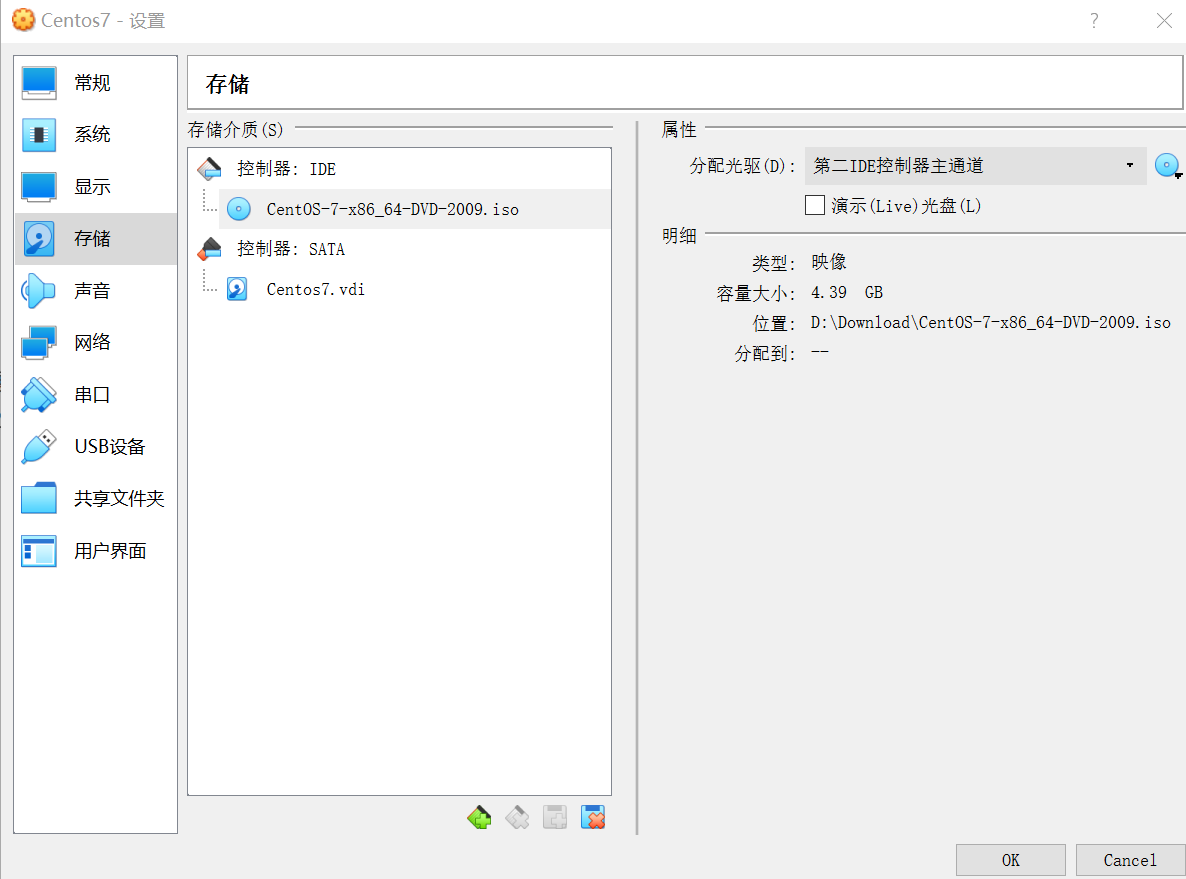 Centos7 - 设置
常规
系统
显示
存储
声音
网络
串口
USB设备
共享文件夹
用户界面
存储
存储介质(S)
控制器: IDE
CentOS-7-x86_64-DVD-2009.iso
控制器: SATA
Centos7.vdi
属性
分配光驱(D): 第二IDE控制器主通道
演示(Live)光盘(L)
明细
类型: 映像
容量大小: 4.39 GB
位置: D:\Download\CentOS-7-x86_64-DVD-2009.iso
分配到: --
OK Cancel